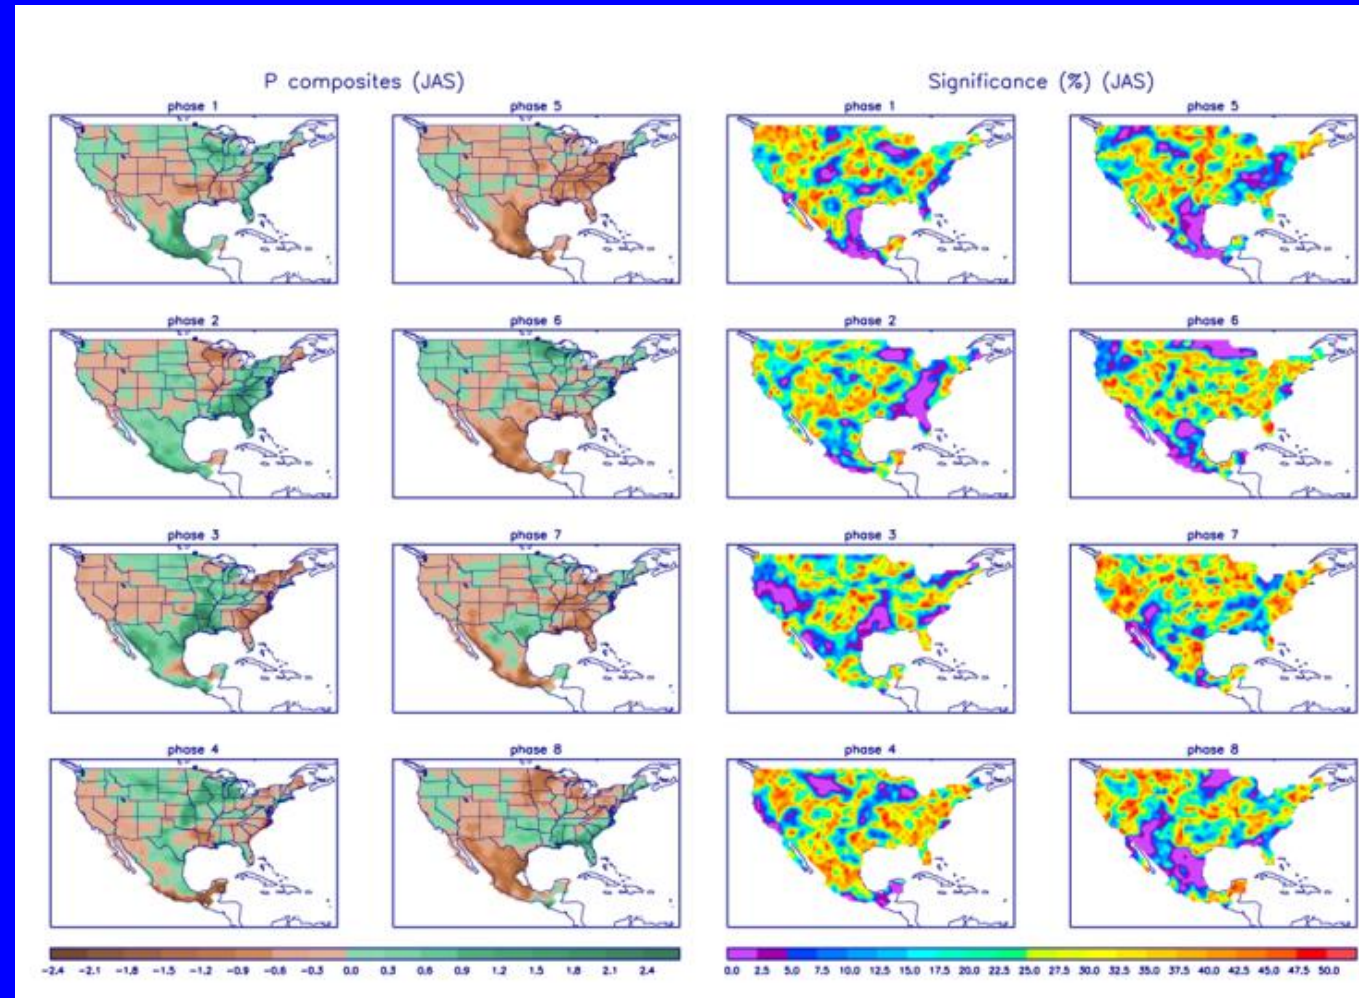 P composites (JAS)
Significance (%) (JAS)
phase 1
phase 5
phase 1
phase 5
phase 2
phase 6
phase 2
phase 6
phase 3
phase 7
phase 3
phase 7
phase 4
phase 8
phase 4
phase 8
-2.4 -2.1 -1.8 -1.5 -1.2 -0.9 -0.6 -0.3 0.0 0.3 0.6 0.9 1.2 1.5 1.8 2.1 2.4
0.0 2.5 5.0 7.5 10.0 12.5 15.0 17.5 20.0 22.5 25.0 27.5 30.0 32.5 35.0 37.5 40.0 42.5 45.0 47.5 50.0